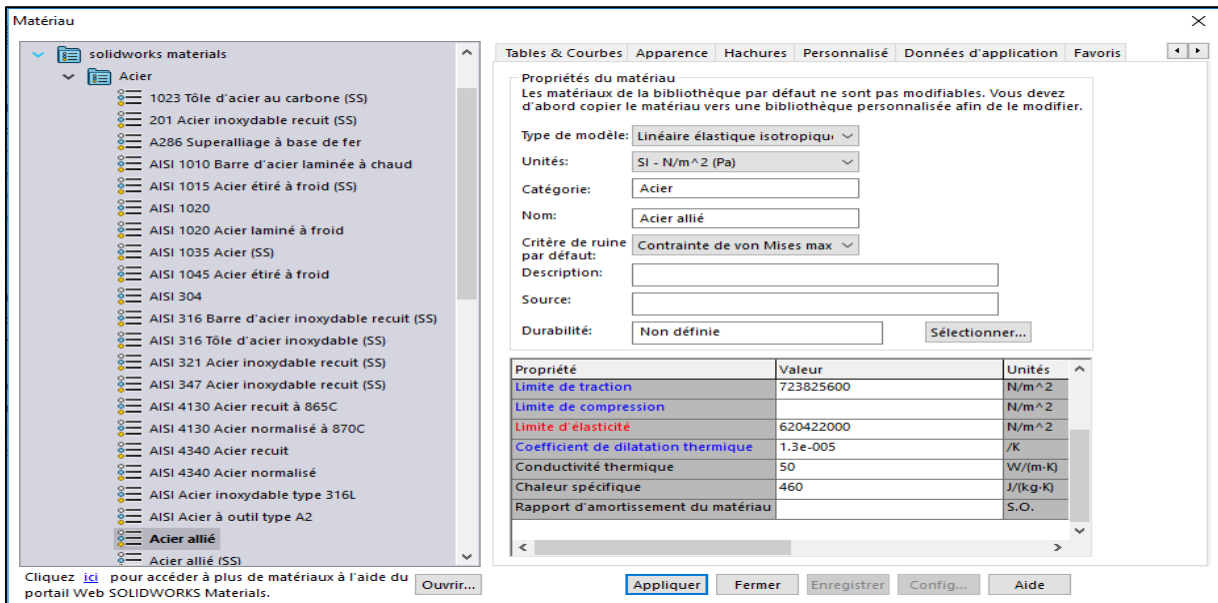 Matériau
solidworks materials
Acier
1023 Tôle d'acier au carbone (SS)
201 Acier inoxydable recuit (SS)
A286 Superalliage à base de fer
AISI 1010 Barre d'acier laminée à chaud
AISI 1015 Acier étiré à froid (SS)
AISI 1020
AISI 1020 Acier laminé à froid
AISI 1035 Acier (SS)
AISI 1045 Acier étiré à froid
AISI 304
AISI 316 Barre d'acier inoxydable recuit (SS)
AISI 316 Tôle d'acier inoxydable (SS)
AISI 321 Acier inoxydable recuit (SS)
AISI 347 Acier inoxydable recuit (SS)
AISI 4130 Acier recuit à 865C
AISI 4130 Acier normalisé à 870C
AISI 4340 Acier recuit
AISI 4340 Acier normalisé
AISI Acier inoxydable type 316L
AISI Acier à outil type A2
Acier allié
Acier allié (SS)
Cliquez ici pour accéder à plus de matériaux à l'aide du
portail Web SOLIDWORKS Materials.
Ouvrir...
Tables & Courbes Apparence Hachures Personnalisé Données d'application Favoris
Propriétés du matériau
Les matériaux de la bibliothèque par défaut ne sont pas modifiables. Vous devez
d'abord copier le matériau vers une bibliothèque personnalisée afin de le modifier.
Type de modèle: Linéaire élastique isotropique
Unités: SI - N/m^2 (Pa)
Catégorie: Acier
Nom: Acier allié
Critère de ruine
par défaut: Contrainte de von Mises max
Description:
Source:
Durabilité: Non définie Sélectionner...
Propriété Valeur Unités
Limite de traction 723825600 N/m^2
Limite de compression N/m^2
Limite d'élasticité 620422000 N/m^2
Coefficient de dilatation thermique 1.3e-005 /K
Conductivité thermique 50 W/(m·K)
Chaleur spécifique 460 J/(kg·K)
Rapport d'amortissement du matériau S.O.
Appliquer Fermer Enregistrer Config... Aide